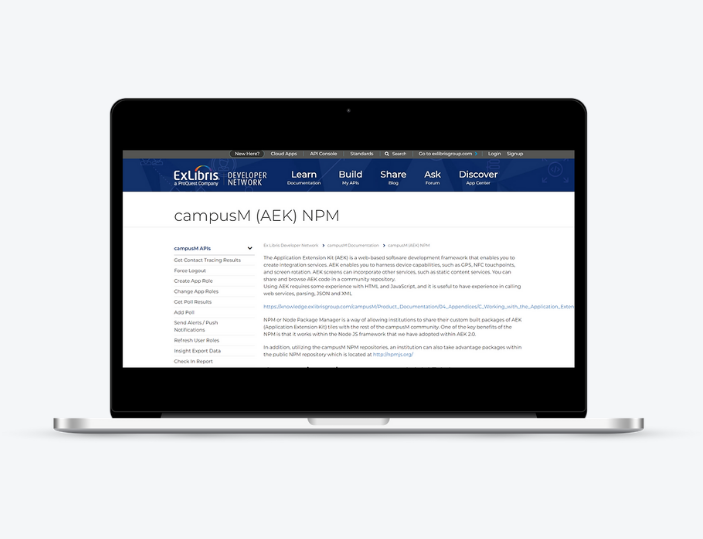 New Here? Cloud Apps API Console Standards Search Go to exlibrisgroup.com Login Signup
ExLibris
a ProQuest Company
DEVELOPER
NETWORK
Learn Build Share Ask Discover
Documentation My APIs Blog Forum App Center
campusM (AEK) NPM
campusM APIs
Get Contact Tracing Results
Force Logout
Create App Role
Change App Roles
Get Poll Results
Add Poll
Send Alerts / Push
Notifications
Refresh User Roles
Insight Export Data
Check In Report
Ex Libris Developer Network > campusM Documentation > campusM (AEK) NPM
The Application Extension Kit (AEK) is a web-based software development framework that enables you to
create integration services. AEK enables you to harness device capabilities, such as GPS, NFC touchpoints,
and screen rotation. AEK screens can incorporate other services, such as static content services. You can
share and browse AEK code in a community repository.
Using AEK requires some experience with HTML and JavaScript, and it is useful to have experience in calling
web services, parsing, JSON and XML
https://knowledge.exlibrisgroup.com/campusM/Product_Documentation/04_Appendices/C_Working_with_the_Application_Exten
NPM or Node Package Manager is a way of allowing institutions to share their custom built packages of AEK
(Application Extension Kit) tiles with the rest of the campusM community. One of the key benefits of the
NPM is that it works within the Node JS framework that we have adopted within AEK 2.0.
In addition, utilizing the campusM NPM repositories, an institution can also take advantage packages within
the public NPM repository which is located at http://npmjs.org/